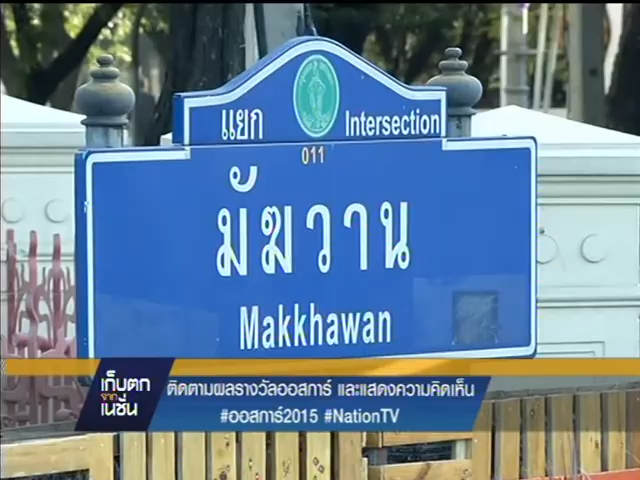 แยก
Intersection
011
มัฆวาน
Makkhawan
เก็บตก
จาก
เนชั่น
ติดตามผลรางวัลออสการ์ และแสดงความคิดเห็น
#ออสการ์2015 #NationTV